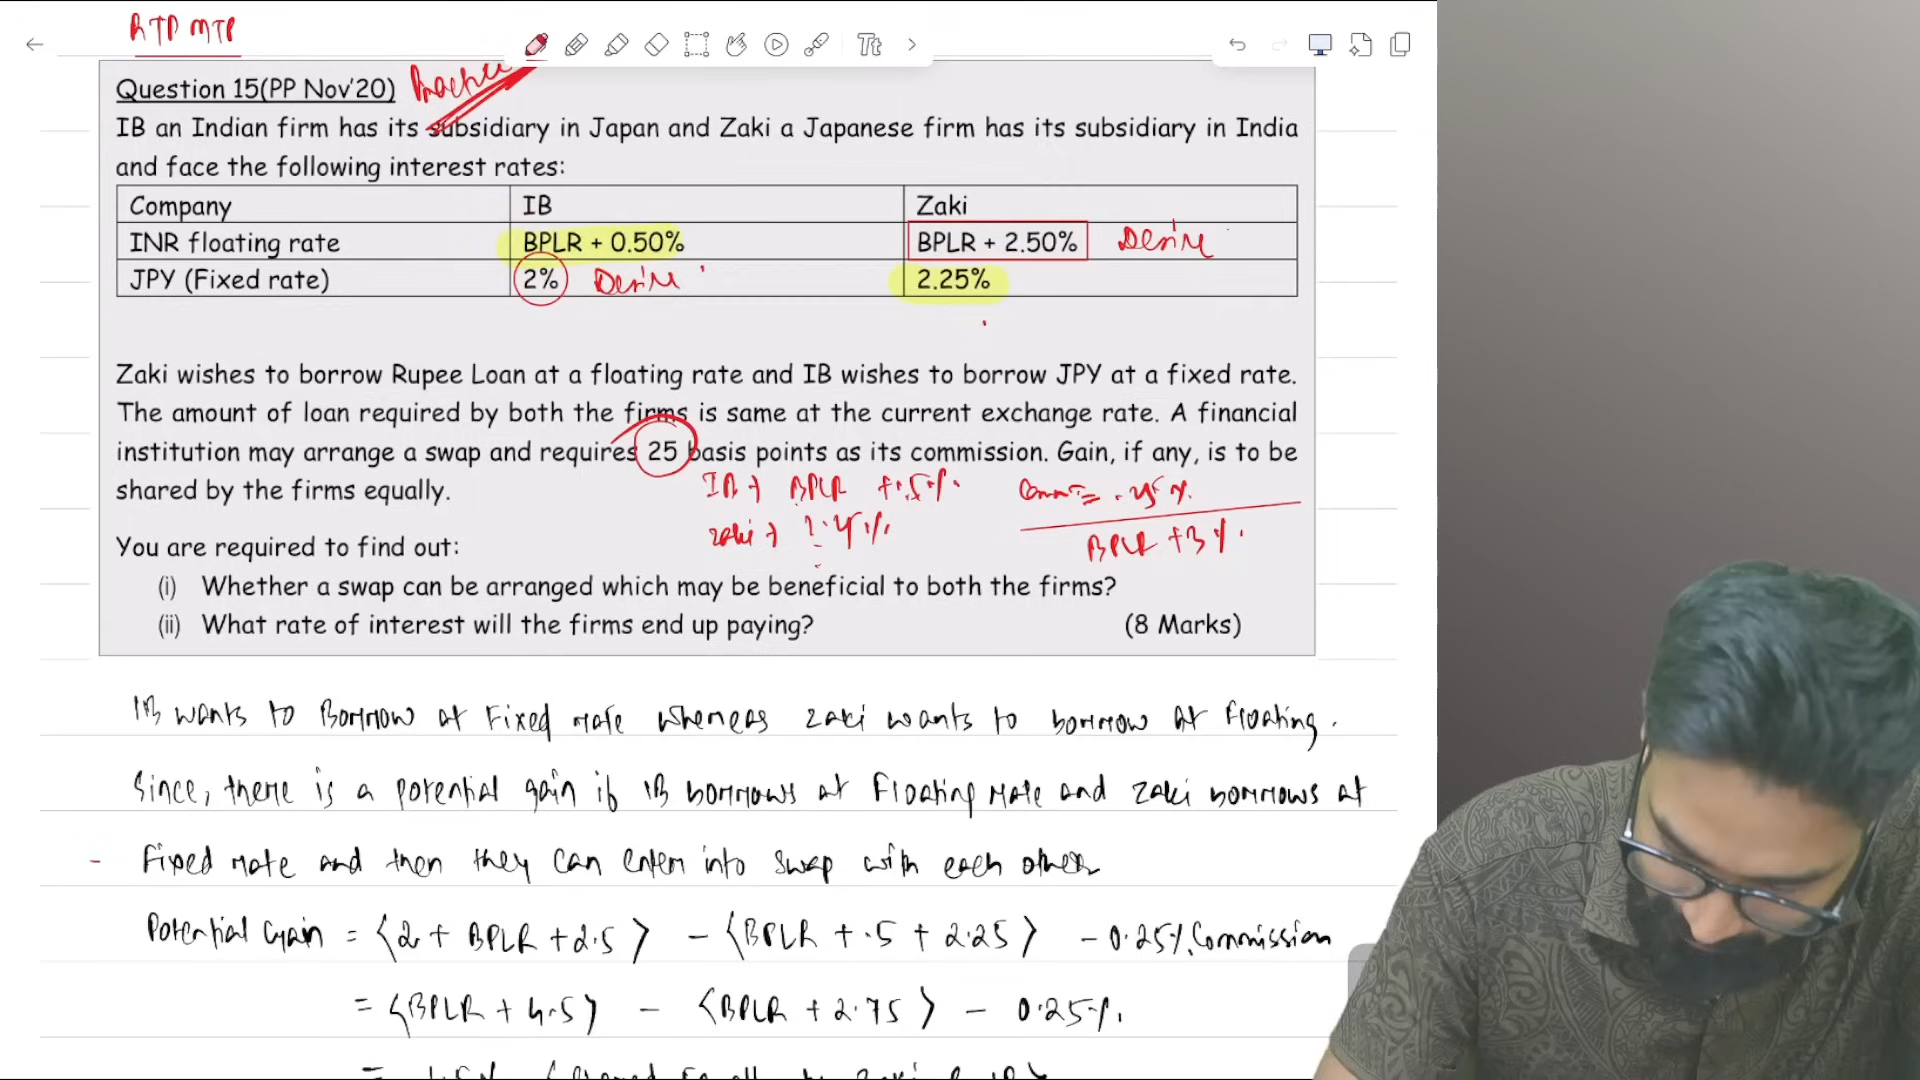 RTP MTP
Question 15(PP Nov'20) Practice
IB an Indian firm has its subsidiary in Japan and Zaki a Japanese firm has its subsidiary in India
and face the following interest rates:
Company IB Zaki
INR floating rate BPLR + 0.50% BPLR + 2.50% Desire
JPY (Fixed rate) 2% Desire 2.25%
Zaki wishes to borrow Rupee Loan at a floating rate and IB wishes to borrow JPY at a fixed rate.
The amount of loan required by both the firms is same at the current exchange rate. A financial
institution may arrange a swap and requires 25 basis points as its commission. Gain, if any, is to be
shared by the firms equally.
IB → BPLR + .5%.
Zaki →
BPLR + 3%.
You are required to find out:
(i) Whether a swap can be arranged which may be beneficial to both the firms?
(ii) What rate of interest will the firms end up paying? (8 Marks)
IB wants to Borrow at Fixed rate whereas Zaki wants to borrow At Floating.
Since, there is a potential gain if IB borrows at Floating Rate and Zaki borrows at
Fixed rate and then they can enter into swap with each other
Potential Gain = (2 + BPLR + 2.5) - (BPLR + .5 + 2.25) - 0.25% Commission
= (BPLR + 4.5) - (BPLR + 2.75) - 0.25%.